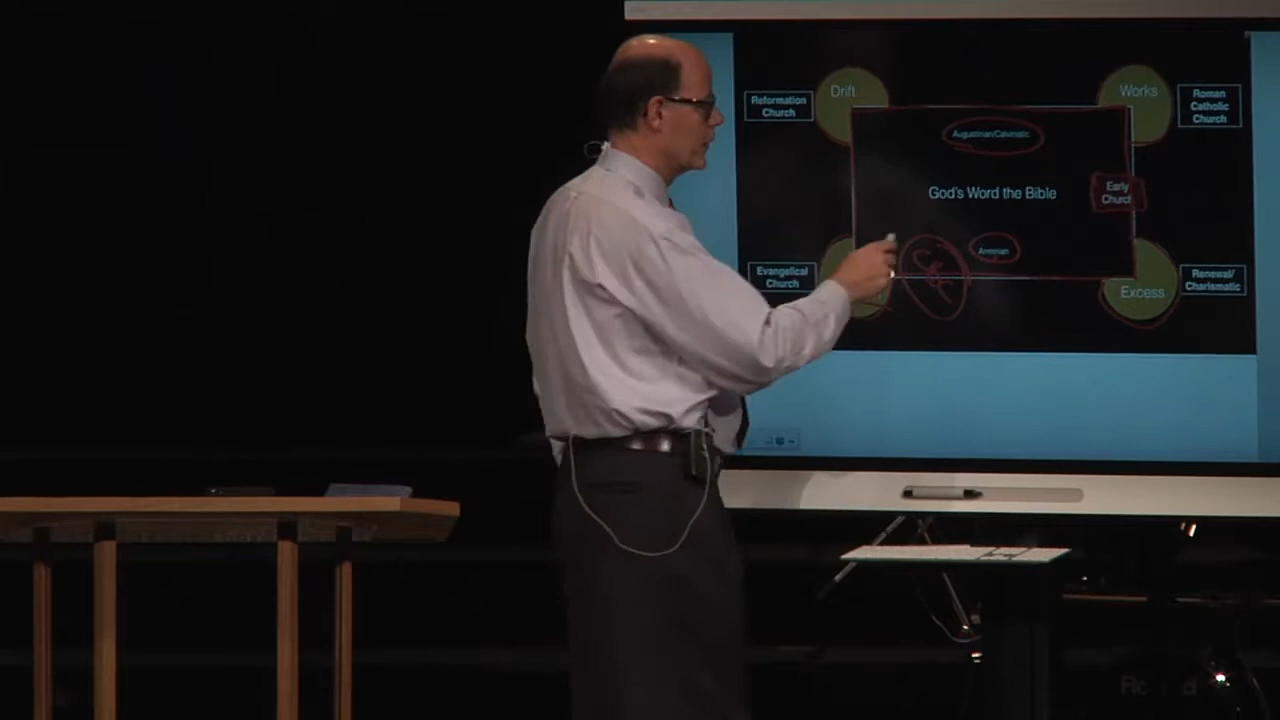 Drift
Works
Reformation
Church
Roman
Catholic
Church
Augustinian/Calvinistic
God's Word the Bible
Early
Church
Arminian
Evangelical
Church
Excess
Renewal/
Charismatic